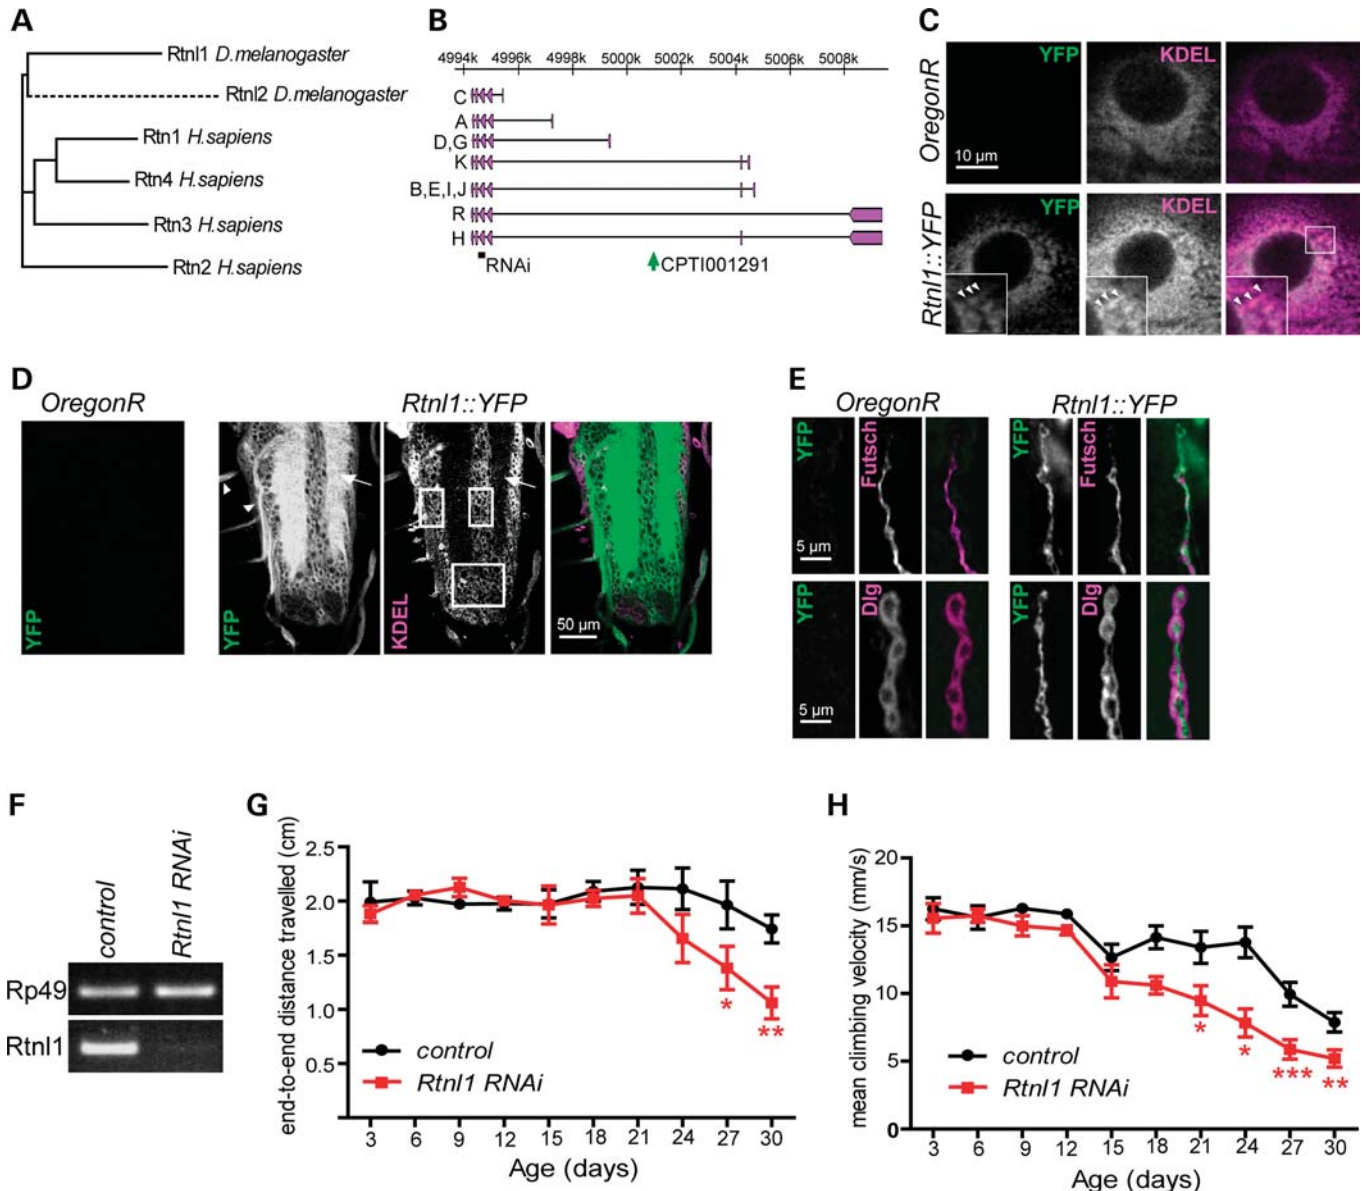 A
Rtnl1 D.melanogaster
Rtnl2 D.melanogaster
Rtn1 H.sapiens
Rtn4 H.sapiens
Rtn3 H.sapiens
Rtn2 H.sapiens
B
4994k 4996k 4998k 5000k 5002k 5004k 5006k 5008k
C
A
D,G
K
B,E,I,J
R
H
RNAi
CPTI001291
C
OregonR
YFP
KDEL
10 µm
Rtnl1::YFP
YFP
KDEL
D
OregonR
Rtnl1::YFP
YFP
YFP
KDEL
50 µm
E
OregonR
Rtnl1::YFP
YFP
Futsch
YFP
Futsch
5 µm
YFP
Dlg
YFP
Dlg
5 µm
F
control
Rtnl1 RNAi
Rp49
Rtnl1
G
end-to-end distance travelled (cm)
2.5
2.0
1.5
1.0
0.5
*
**
control
Rtnl1 RNAi
3 6 9 12 15 18 21 24 27 30
Age (days)
H
mean climbing velocity (mm/s)
20
15
10
5
0
*
*
***
**
control
Rtnl1 RNAi
3 6 9 12 15 18 21 24 27 30
Age (days)